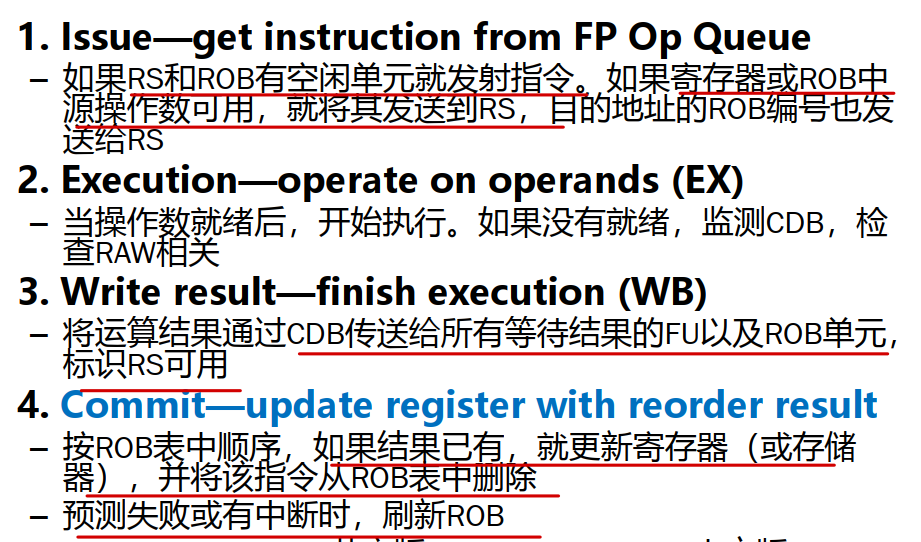 1. Issue—get instruction from FP Op Queue
– 如果RS和ROB有空闲单元就发射指令。如果寄存器或ROB中
源操作数可用，就将其发送到RS，目的地址的ROB编号也发
送给RS
2. Execution—operate on operands (EX)
– 当操作数就绪后，开始执行。如果没有就绪，监测CDB，检
查RAW相关
3. Write result—finish execution (WB)
– 将运算结果通过CDB传送给所有等待结果的FU以及ROB单元，
标识RS可用
4. Commit—update register with reorder result
– 按ROB表中顺序，如果结果已有，就更新寄存器（或存储
器），并将该指令从ROB表中删除
– 预测失败或有中断时，刷新ROB